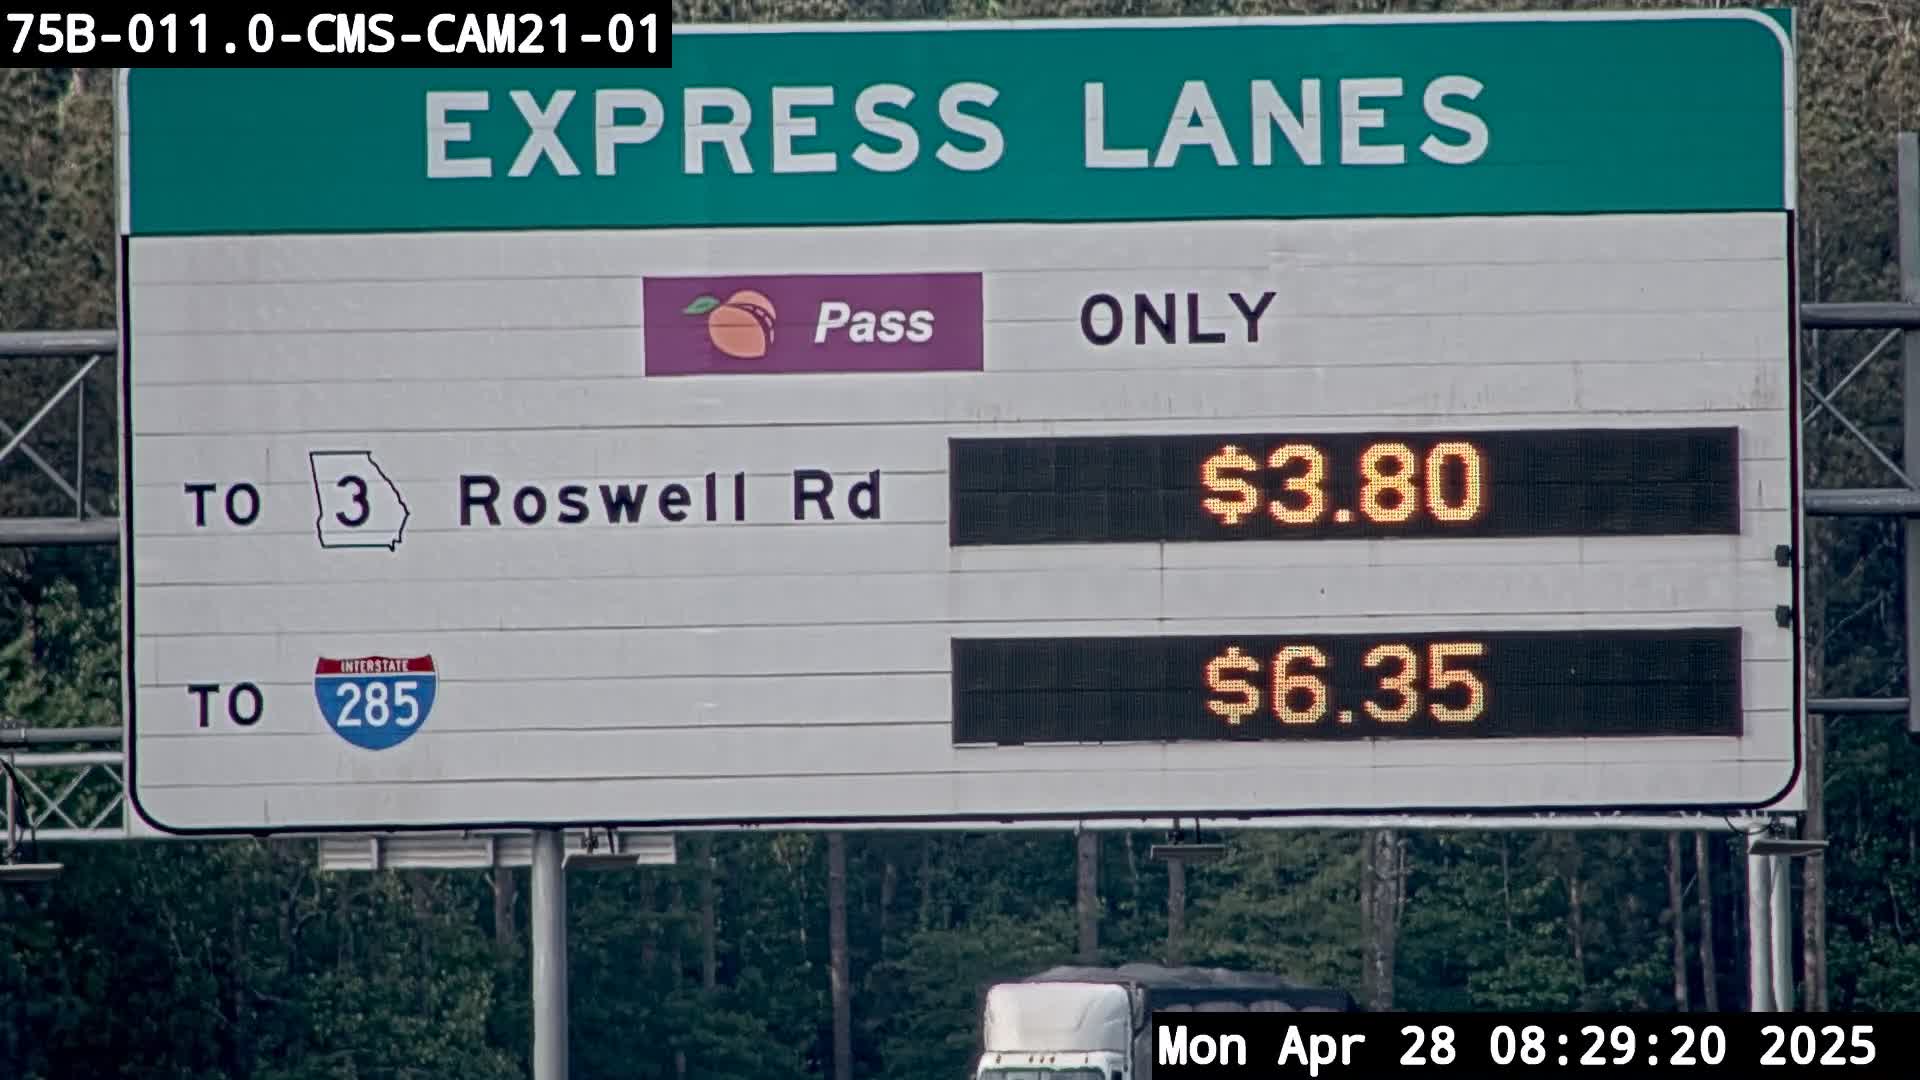 75B-011.0-CMS-CAM21-01
EXPRESS LANES
Pass ONLY
TO 3 Roswell Rd $3.80
TO INTERSTATE 285 $6.35
Mon Apr 28 08:29:20 2025